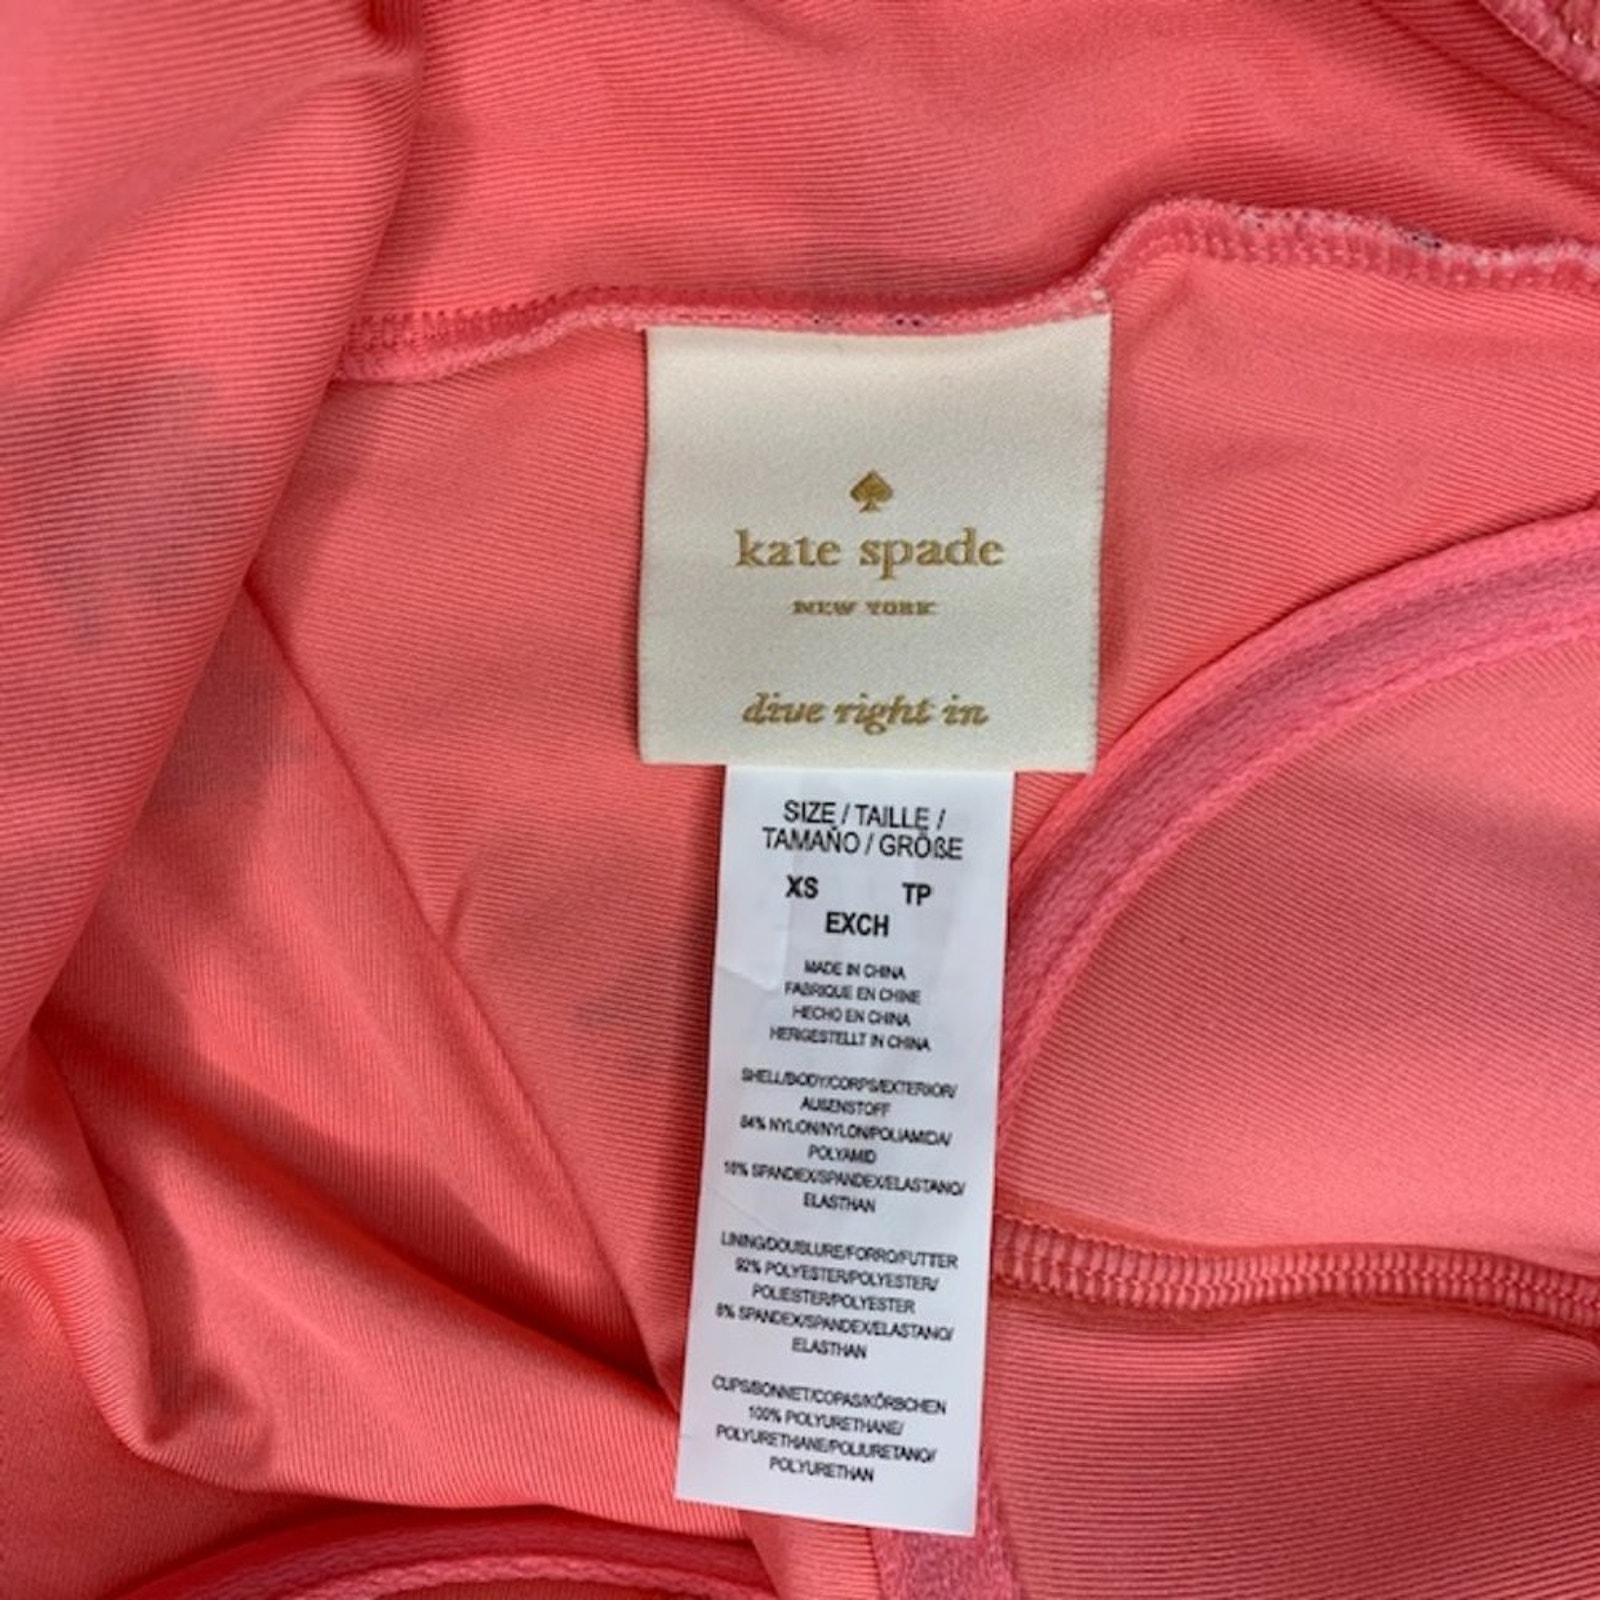 kate spade
NEW YORK
dive right in
SIZE / TAILLE /
TAMAÑO / GRÖßE
XS TP
EXCH
MADE IN CHINA
FABRIQUE EN CHINE
HECHO EN CHINA
HERGESTELLT IN CHINA
SHELL/BODY/CORPS/EXTERIOR/
AUßENSTOFF
84% NYLON/NYLON/POLIAMIDA/
POLYAMID
16% SPANDEX/SPANDEX/ELASTANO/
ELASTHAN
LINING/DOUBLURE/FORRO/FUTTER
92% POLYESTER/POLYESTER/
POLIESTER/POLYESTER
8% SPANDEX/SPANDEX/ELASTANO/
ELASTHAN
CUPS/BONNET/COPAS/KÖRBCHEN
100% POLYURETHANE/
POLYURETHANE/POLIURETANO/
POLYURETHAN